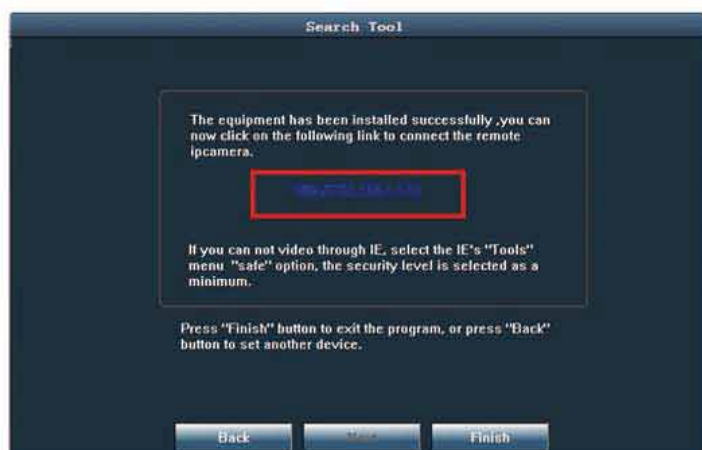 Search Tool
The equipment has been installed successfully ,you can
now click on the following link to connect the remote
ipcamera.
If you can not video through IE, select the IE's "Tools"
menu "safe" option, the security level is selected as a
minimum.
Press "Finish" button to exit the program, or press "Back"
button to set another device.
Back
Next
Finish